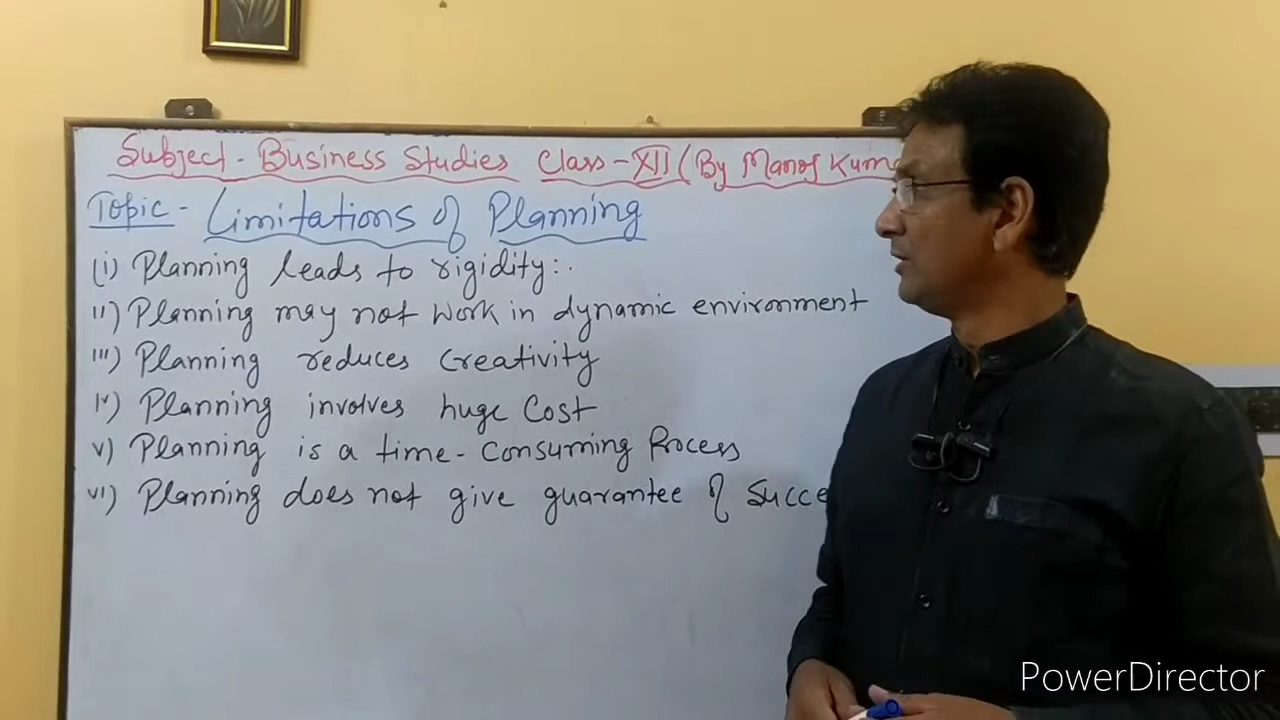 Subject - Business Studies Class - XII (By Manoj Kuma
Topic - Limitations of Planning
(i) Planning leads to rigidity :.
ii) Planning may not work in dynamic environment
iii) Planning reduces Creativity
iv) Planning involves huge Cost
v) Planning is a time - Consuming Process
vi) Planning does not give guarantee of Succe
PowerDirector